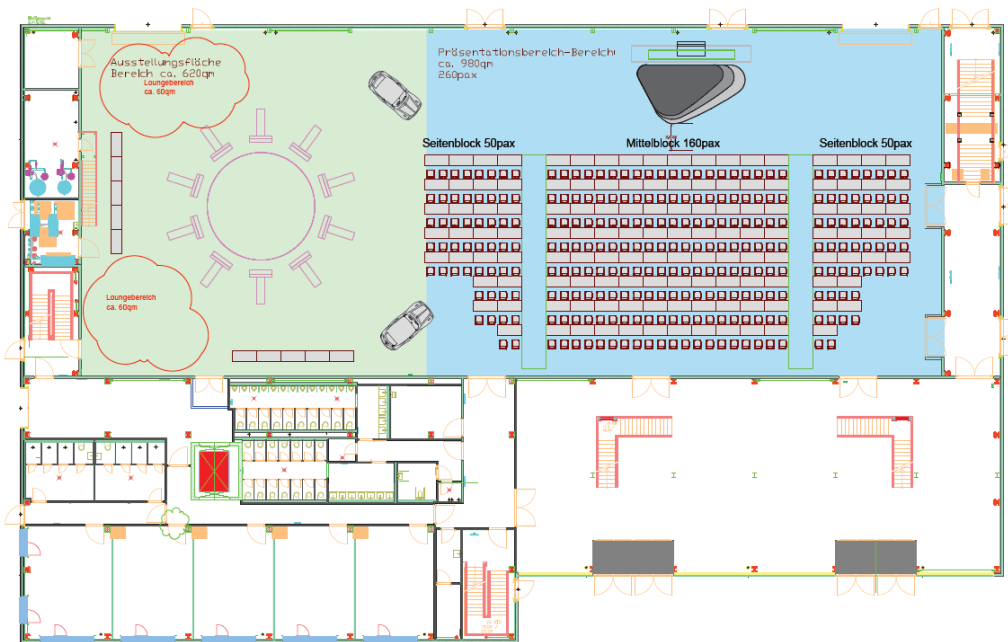 Ausstellungsfläche
Bereich ca. 620qm
Loungebereich
ca. 60qm
Präsentationsbereich-Bereich
ca. 980qm
260pax
Seitenblock 50pax
Mittelblock 160pax
Seitenblock 50pax
Loungebereich
ca. 60qm